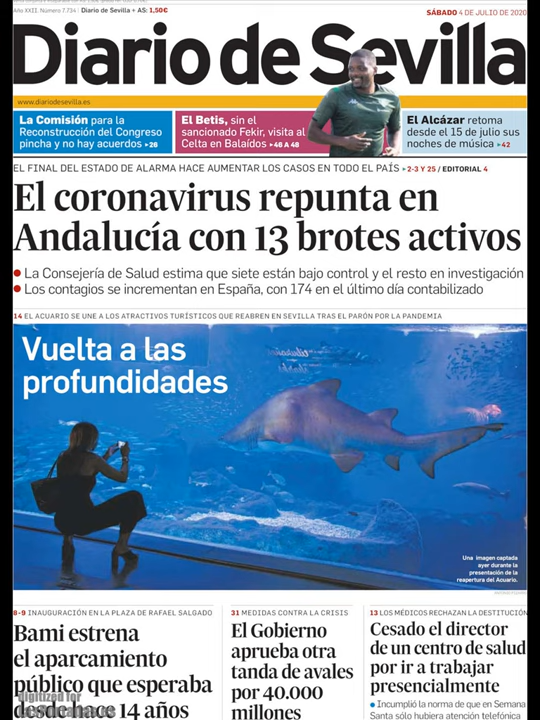 Año XXII. Número 7.734
Diario de Sevilla + AS: 1,50€
SÁBADO 4 DE JULIO DE 2020
Diario de Sevilla
www.diariodesevilla.es
La Comisión para la
Reconstrucción del Congreso
pincha y no hay acuerdos ▸26
El Betis, sin el
sancionado Fekir, visita al
Celta en Balaídos ▸46 A 48
El Alcázar retoma
desde el 15 de julio sus
noches de música ▸42
EL FINAL DEL ESTADO DE ALARMA HACE AUMENTAR LOS CASOS EN TODO EL PAÍS ▸2-3 Y 25 / EDITORIAL 4
El coronavirus repunta en
Andalucía con 13 brotes activos
● La Consejería de Salud estima que siete están bajo control y el resto en investigación
● Los contagios se incrementan en España, con 174 en el último día contabilizado
14 EL ACUARIO SE UNE A LOS ATRACTIVOS TURÍSTICOS QUE REABREN EN SEVILLA TRAS EL PARÓN POR LA PANDEMIA
Vuelta a las
profundidades
Una imagen captada
ayer durante la
presentación de la
reapertura del Acuario.
8-9 INAUGURACIÓN EN LA PLAZA DE RAFAEL SALGADO
Bami estrena
el aparcamiento
público que esperaba
desde hace 14 años
31 MEDIDAS CONTRA LA CRISIS
El Gobierno
aprueba otra
tanda de avales
por 40.000
millones
13 LOS MÉDICOS RECHAZAN LA DESTITUCIÓN
Cesado el director
de un centro de salud
por ir a trabajar
presencialmente
● Incumplió la norma de que en Semana
Santa sólo hubiera atención telefónica
digitized for